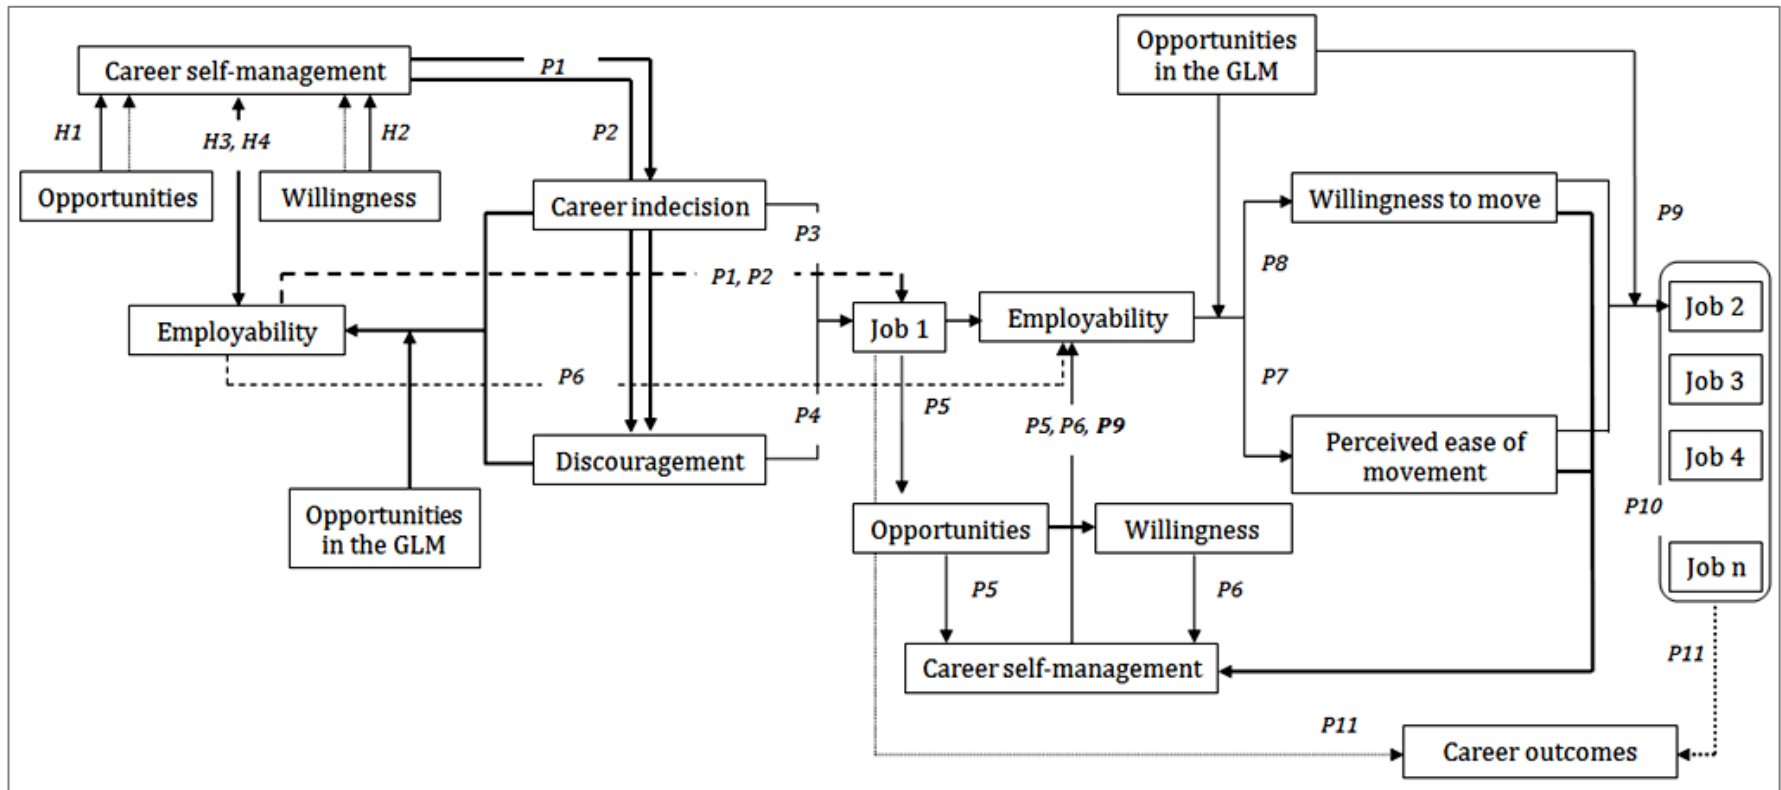 Opportunities
in the GLM
Career self-management
P1
H1
H3, H4
H2
P2
Opportunities
Willingness
Career indecision
Willingness to move
P3
P9
P8
P1, P2
Employability
Job 1
Employability
Job 2
P6
P7
Job 3
P5
P4
P5, P6, P9
Discouragement
Perceived ease of
movement
Job 4
Opportunities
in the GLM
Opportunities
Willingness
P10
Job n
P5
P6
Career self-management
P11
P11
Career outcomes